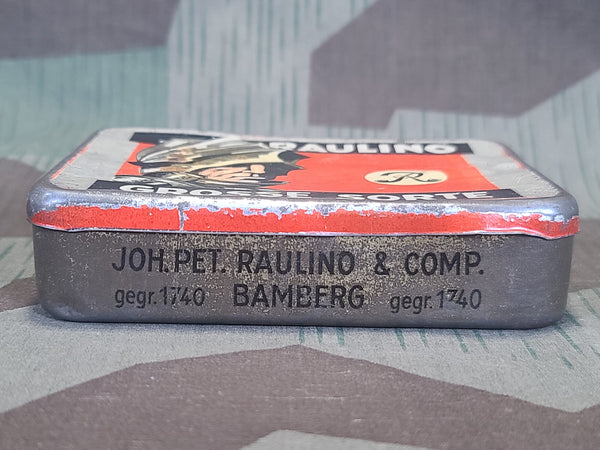 RAULINO
R
GROSSE SORTE
JOH. PET. RAULINO & COMP.
gegr. 1740 BAMBERG gegr. 1740